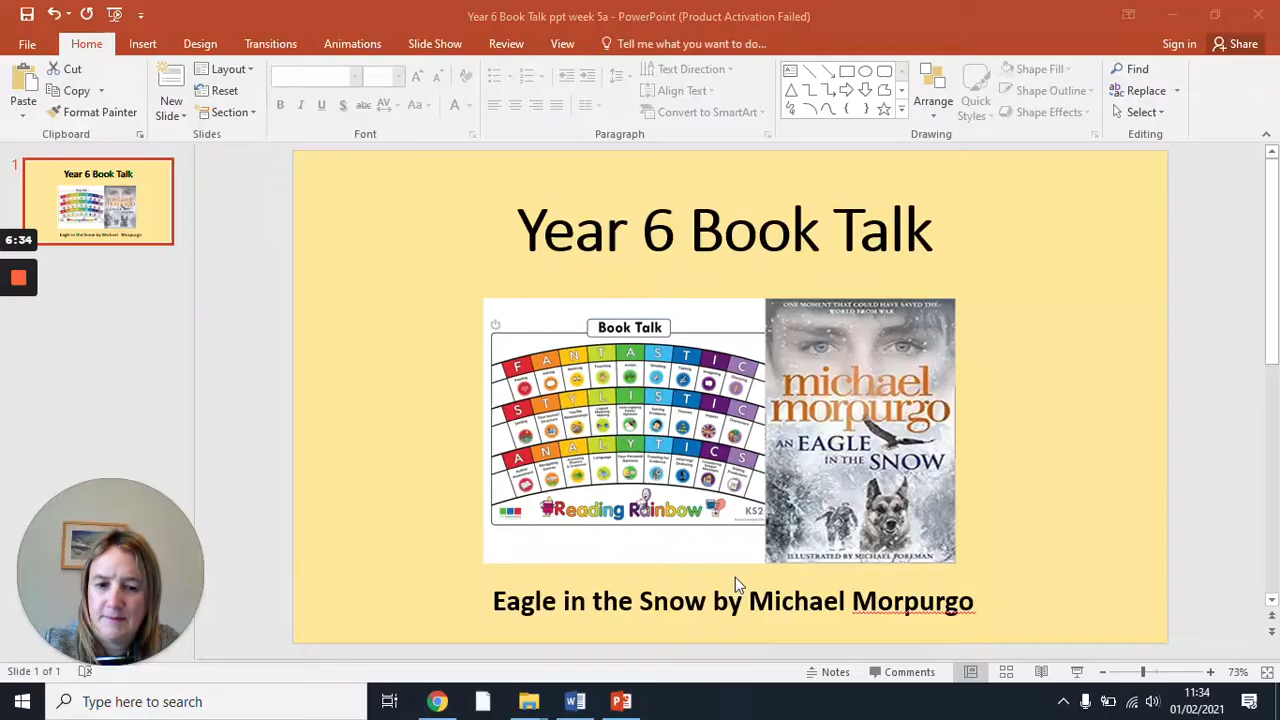 Year 6 Book Talk ppt week 5a - PowerPoint (Product Activation Failed)
File Home Insert Design Transitions Animations Slide Show Review View Tell me what you want to do... Sign in Share
Paste
Cut
Copy
Format Painter
Clipboard
New Slide
Layout
Reset
Section
Slides
B I U S abc AV Aa A
Font
Text Direction
Align Text
Convert to SmartArt
Paragraph
Arrange
Quick Styles
Shape Fill
Shape Outline
Shape Effects
Drawing
Find
Replace
Select
Editing
1
Year 6 Book Talk
Eagle in the Snow by Michael Morpurgo
6:34
Year 6 Book Talk
Book Talk
F A N T A S T I C
S T Y L I S T I C
A N A L Y T I C S
Reading Rainbow
KS2
ONE MOMENT THAT COULD HAVE SAVED THE
WORLD FROM WAR
michael
morpurgo
AN EAGLE
IN THE SNOW
ILLUSTRATED BY MICHAEL FOREMAN
Eagle in the Snow by Michael Morpurgo
Slide 1 of 1 Notes Comments 73%
Type here to search
11:34
01/02/2021